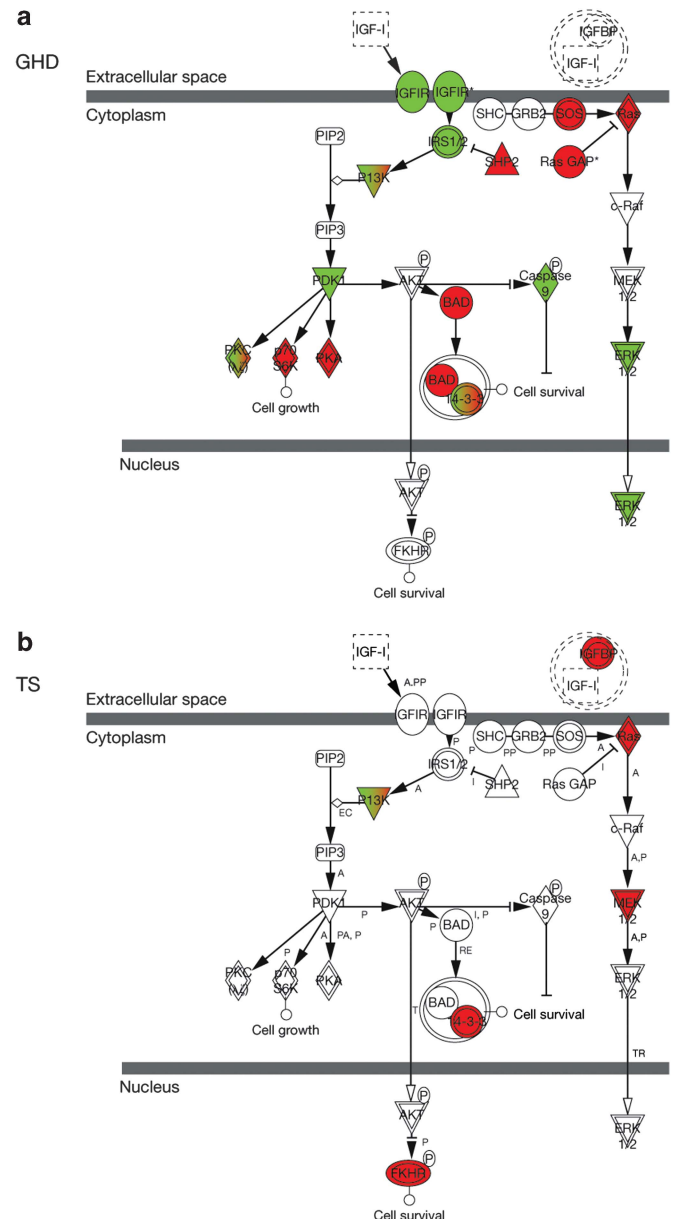 a
GHD
IGF-I
IGFBP
IGF-I
Extracellular space
Cytoplasm
IGFIR
IGFIR*
SHC
GRB2
SOS
Ras
PIP2
IRS1/2
SHP2
Ras GAP*
P13K
c-Raf
PIP3
P
P
PDK1
AKT
Caspase
9
MEK
1/2
BAD
PKC
(λζ)
p70
S6K
PKA
ERK
1/2
BAD
14-3-3
Cell survival
Cell growth
Nucleus
P
AKT
ERK
1/2
P
FKHR
Cell survival
b
TS
IGF-I
IGFBP
IGF-I
A,PP
Extracellular space
Cytoplasm
GFIR
IGFIR
P
P
SHC
PP
GRB2
PP
SOS
A
Ras
PIP2
IRS1/2
I
SHP2
Ras GAP
I
A
P13K
A
EC
c-Raf
PIP3
A
A,P
P
P
PDK1
P
AKT
I, P
Caspase
9
MEK
1/2
A
PA, P
P
BAD
A,P
P
RE
PKC
(λζ)
p70
S6K
PKA
ERK
1/2
BAD
14-3-3
T
Cell survival
Cell growth
TR
Nucleus
P
AKT
ERK
1/2
P
P
FKHR
Cell survival